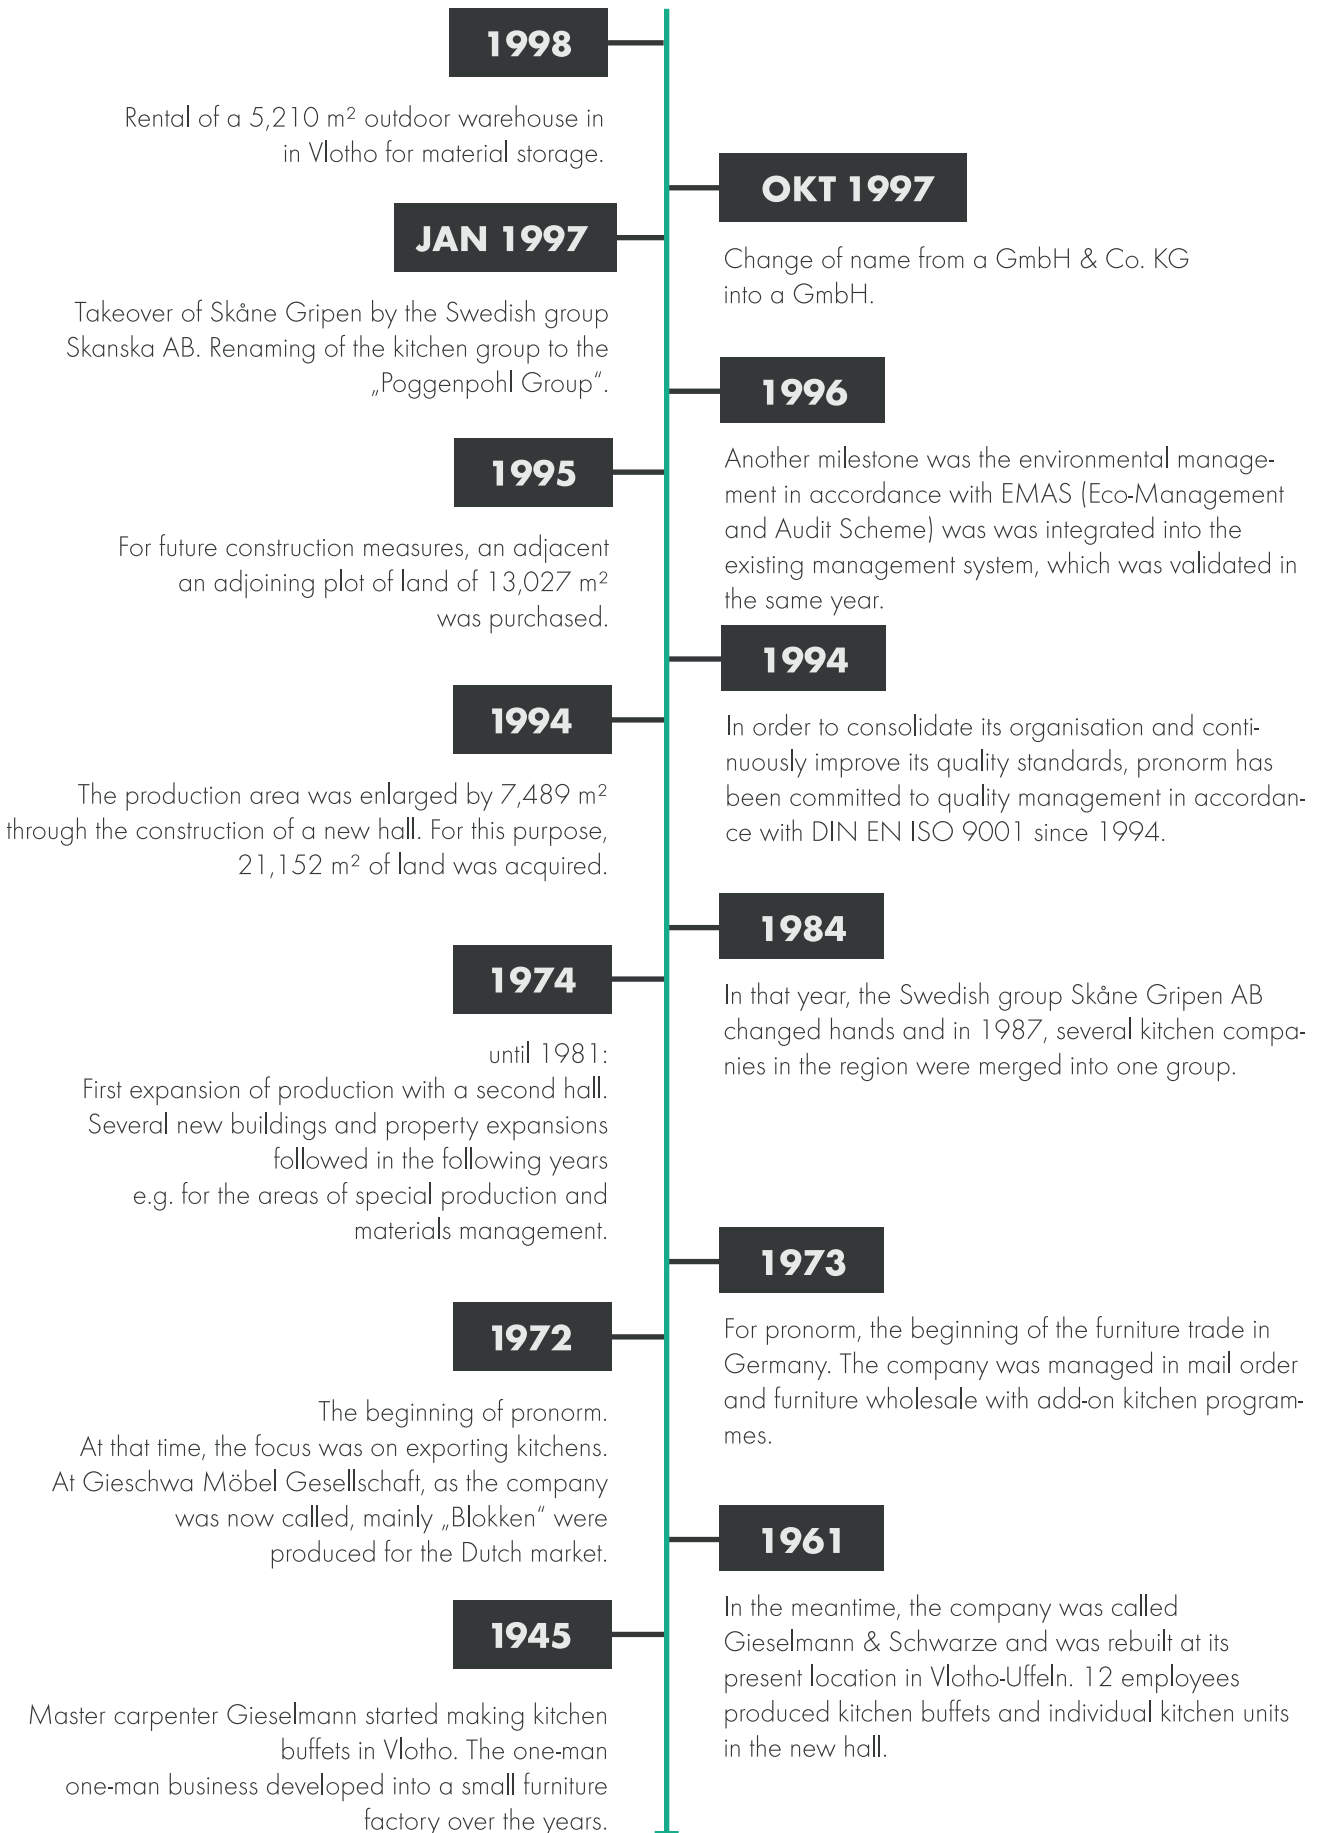 1998
Rental of a 5,210 m² outdoor warehouse in
in Vlotho for material storage.
OKT 1997
Change of name from a GmbH & Co. KG
into a GmbH.
JAN 1997
Takeover of Skåne Gripen by the Swedish group
Skanska AB. Renaming of the kitchen group to the
„Poggenpohl Group“.
1996
Another milestone was the environmental manage-
ment in accordance with EMAS (Eco-Management
and Audit Scheme) was was integrated into the
existing management system, which was validated in
the same year.
1995
For future construction measures, an adjacent
an adjoining plot of land of 13,027 m²
was purchased.
1994
In order to consolidate its organisation and conti-
nuously improve its quality standards, pronorm has
been committed to quality management in accordan-
ce with DIN EN ISO 9001 since 1994.
1994
The production area was enlarged by 7,489 m²
through the construction of a new hall. For this purpose,
21,152 m² of land was acquired.
1984
In that year, the Swedish group Skåne Gripen AB
changed hands and in 1987, several kitchen compa-
nies in the region were merged into one group.
1974
until 1981:
First expansion of production with a second hall.
Several new buildings and property expansions
followed in the following years
e.g. for the areas of special production and
materials management.
1973
For pronorm, the beginning of the furniture trade in
Germany. The company was managed in mail order
and furniture wholesale with add-on kitchen program-
mes.
1972
The beginning of pronorm.
At that time, the focus was on exporting kitchens.
At Gieschwa Möbel Gesellschaft, as the company
was now called, mainly „Blokken“ were
produced for the Dutch market.
1961
In the meantime, the company was called
Gieselmann & Schwarze and was rebuilt at its
present location in Vlotho-Uffeln. 12 employees
produced kitchen buffets and individual kitchen units
in the new hall.
1945
Master carpenter Gieselmann started making kitchen
buffets in Vlotho. The one-man
one-man business developed into a small furniture
factory over the years.